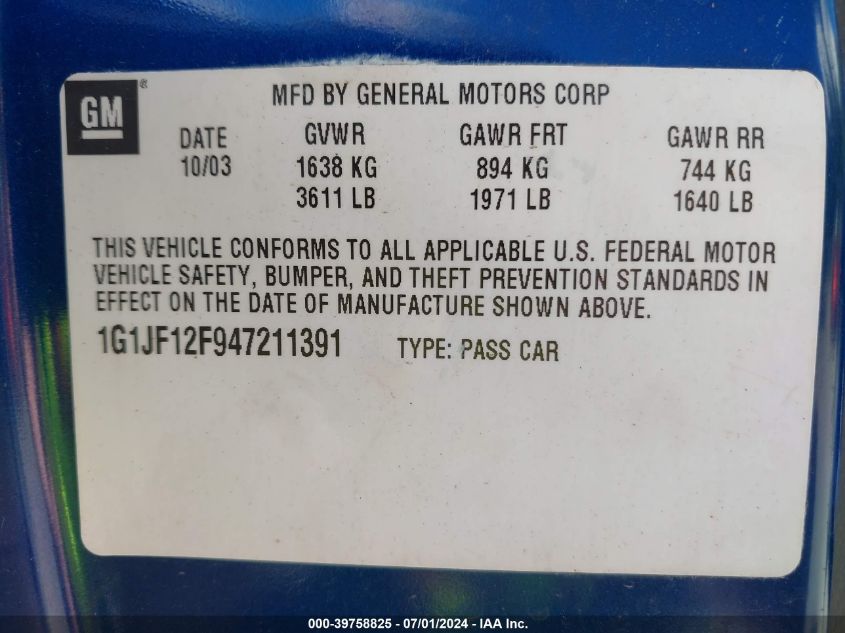 GM®
MFD BY GENERAL MOTORS CORP
DATE GVWR GAWR FRT GAWR RR
10/03 1638 KG 894 KG 744 KG
3611 LB 1971 LB 1640 LB
THIS VEHICLE CONFORMS TO ALL APPLICABLE U.S. FEDERAL MOTOR
VEHICLE SAFETY, BUMPER, AND THEFT PREVENTION STANDARDS IN
EFFECT ON THE DATE OF MANUFACTURE SHOWN ABOVE.
1G1JF12F947211391 TYPE: PASS CAR
000-39758825 - 07/01/2024 - IAA Inc.